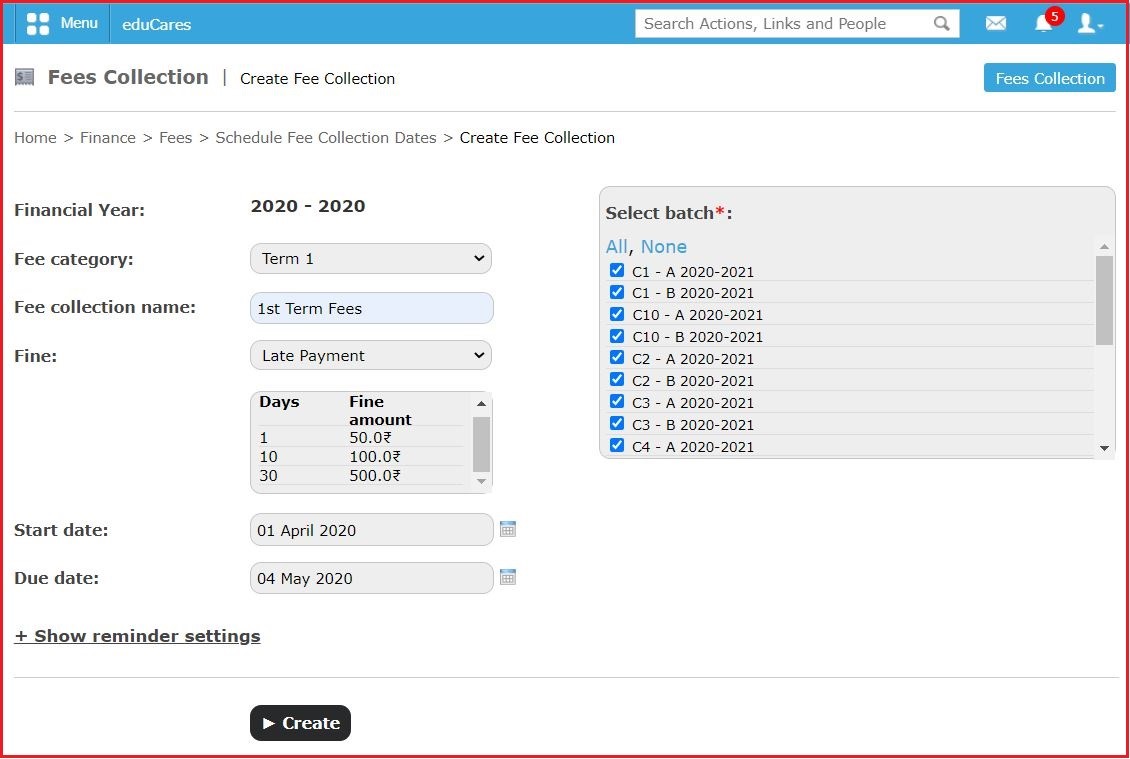 Menu
eduCares
Search Actions, Links and People
5
Fees Collection | Create Fee Collection
Fees Collection
Home > Finance > Fees > Schedule Fee Collection Dates > Create Fee Collection
Financial Year: 2020 - 2020
Fee category: Term 1
Fee collection name: 1st Term Fees
Fine: Late Payment
Days Fine amount
1 50.0₹
10 100.0₹
30 500.0₹
Start date: 01 April 2020
Due date: 04 May 2020
+ Show reminder settings
Create
Select batch*:
All, None
C1 - A 2020-2021
C1 - B 2020-2021
C10 - A 2020-2021
C10 - B 2020-2021
C2 - A 2020-2021
C2 - B 2020-2021
C3 - A 2020-2021
C3 - B 2020-2021
C4 - A 2020-2021